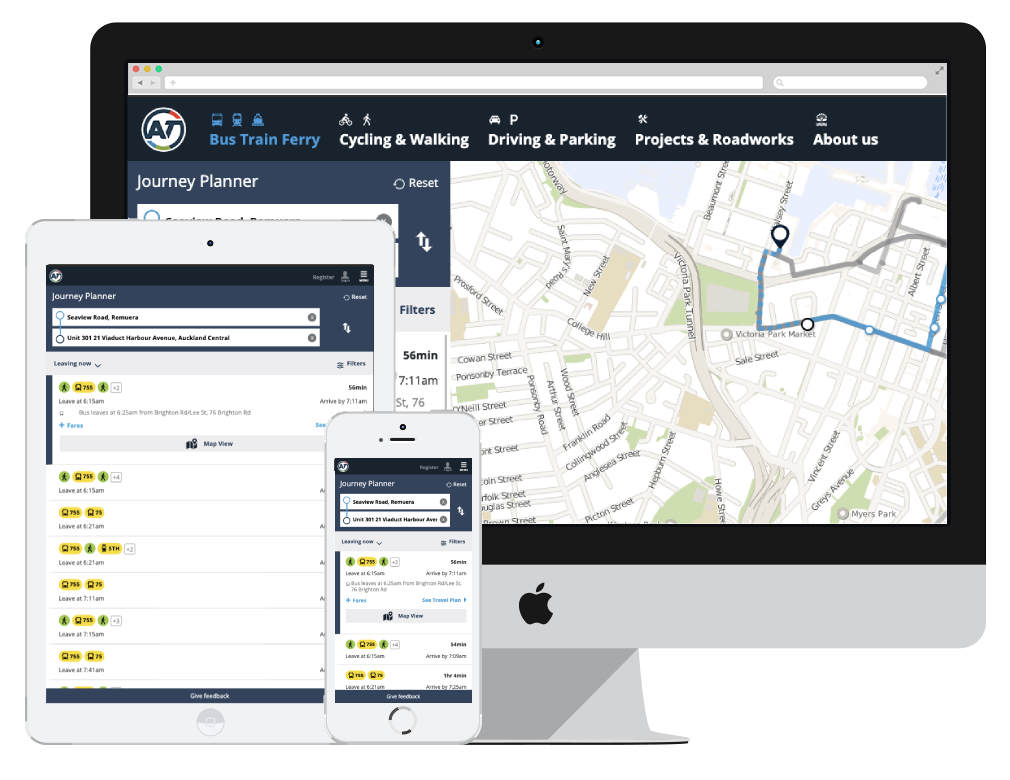 AT
Bus Train Ferry
Cycling & Walking
P
Driving & Parking
Projects & Roadworks
About us
Journey Planner
Reset
Seaview Road, Remuera
Filters
56min
7:11am
St, 76
Beaumont Street
Halsey Street
Saint Mary's Road
New Street
Prosford Street
Victoria Park Tunnel
Albert Street
College Hill
Victoria Park Market
Sale Street
Cowan Street
Ponsonby Terrace
Wood Street
Arthur Street
Ponsonby Road
O'Neill Street
Franklin Road
Collingwood Street
Anglesea Street
Hepburn Street
Picton Street
Howe Street
Vincent Street
Greys Avenue
Myers Park
Brown Street
AT
Register
MENU
Journey Planner
Reset
Seaview Road, Remuera
Unit 301 21 Viaduct Harbour Avenue, Auckland Central
Leaving now
Filters
755
+2
56min
Leave at 6:15am
Arrive by 7:11am
Bus leaves at 6:25am from Brighton Rd/Lee St, 76 Brighton Rd
+ Fares
See
Map View
755
+4
Leave at 6:15am
755
75
Leave at 6:21am
755
STH
+2
Leave at 6:21am
755
75
Leave at 7:11am
755
+3
Leave at 7:15am
755
75
Leave at 7:41am
Give feedback
AT
Register
MENU
Journey Planner
Reset
Seaview Road, Remuera
Unit 301 21 Viaduct Harbour Aver
Leaving now
Filters
755
+2
56min
Leave at 6:15am
Arrive by 7:11am
Bus leaves at 6:25am from Brighton Rd/Lee St,
76 Brighton Rd
+ Fares
See Travel Plan
Map View
755
+4
54min
Leave at 6:15am
Arrive by 7:09am
755
75
1hr 4min
Leave at 6:21am
Arrive by 7:25am
Give feedback